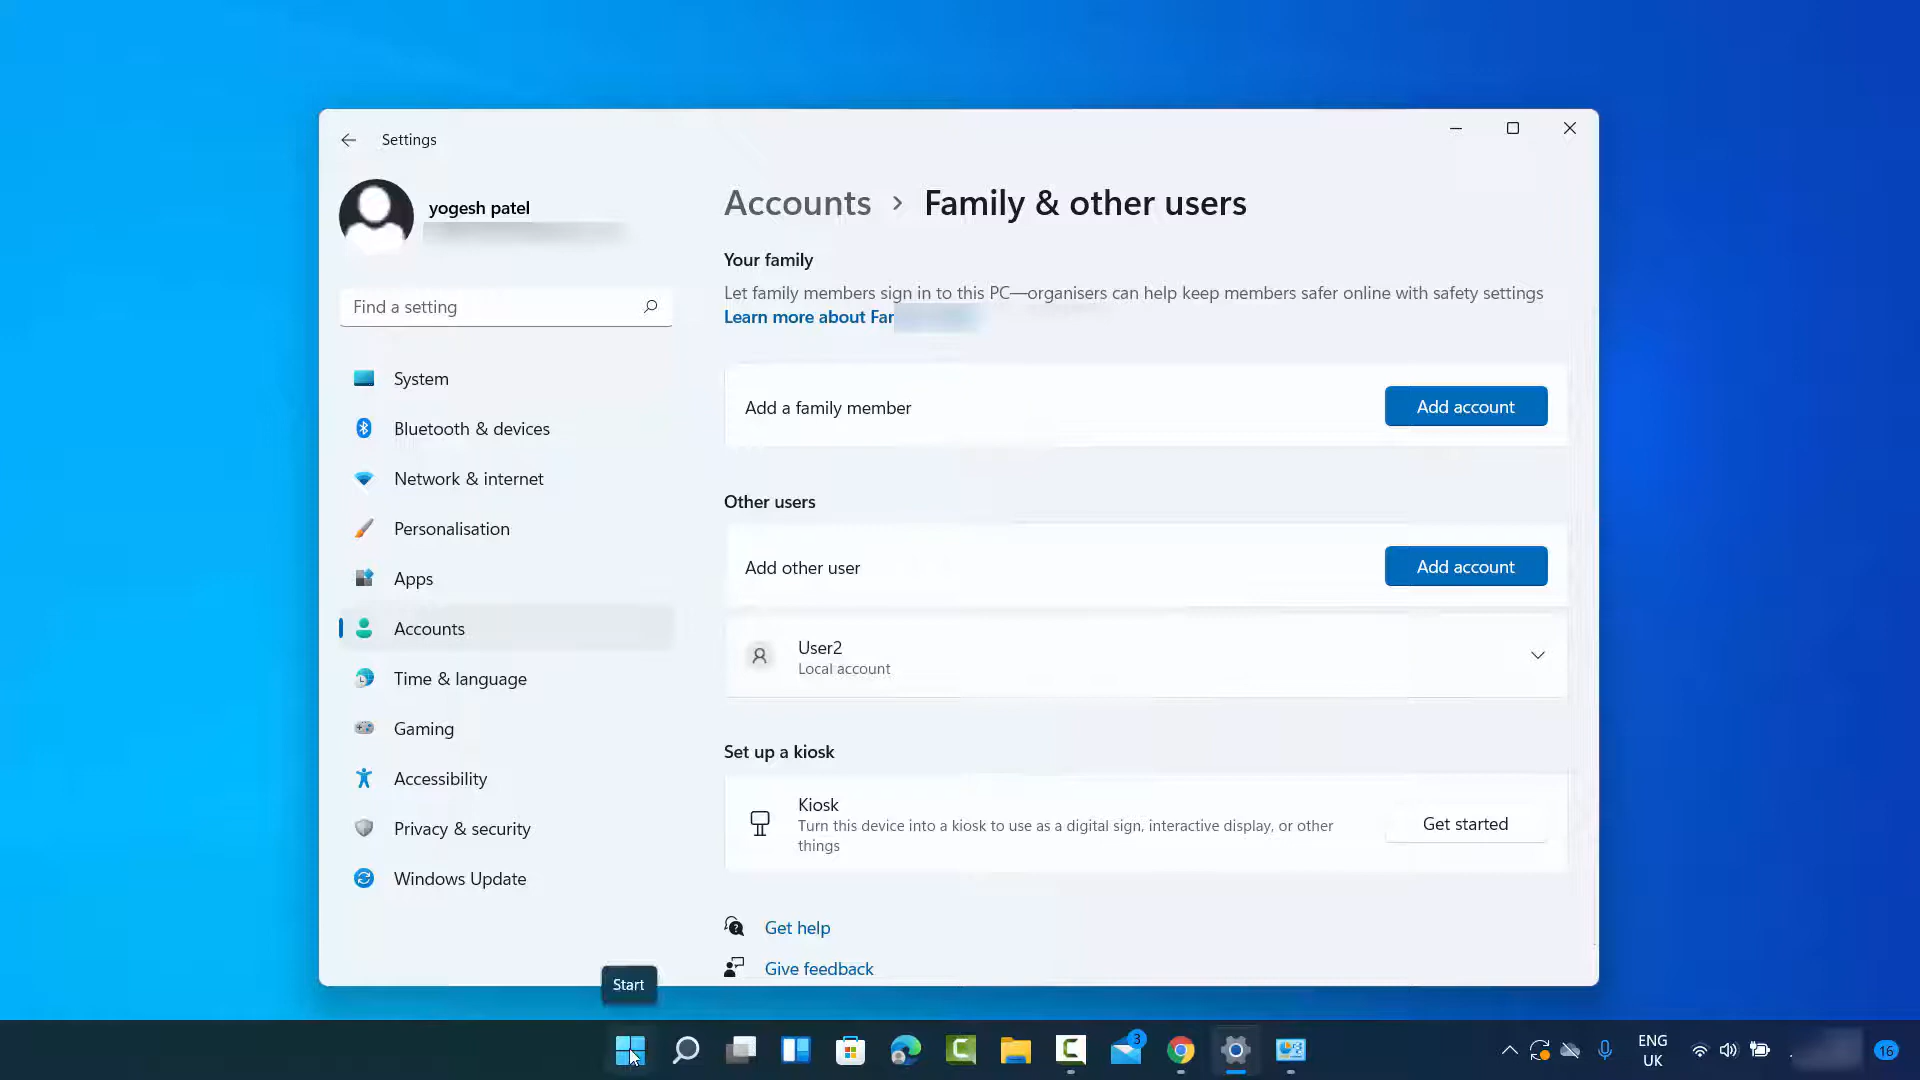 Settings
yogesh patel
Find a setting
System
Bluetooth & devices
Network & internet
Personalisation
Apps
Accounts
Time & language
Gaming
Accessibility
Privacy & security
Windows Update
Accounts > Family & other users
Your family
Let family members sign in to this PC—organisers can help keep members safer online with safety settings
Learn more about
Add a family member
Add account
Other users
Add other user
Add account
User2
Local account
Set up a kiosk
Kiosk
Turn this device into a kiosk to use as a digital sign, interactive display, or other
things
Get started
Get help
Give feedback
Start
3
ENG
UK
16